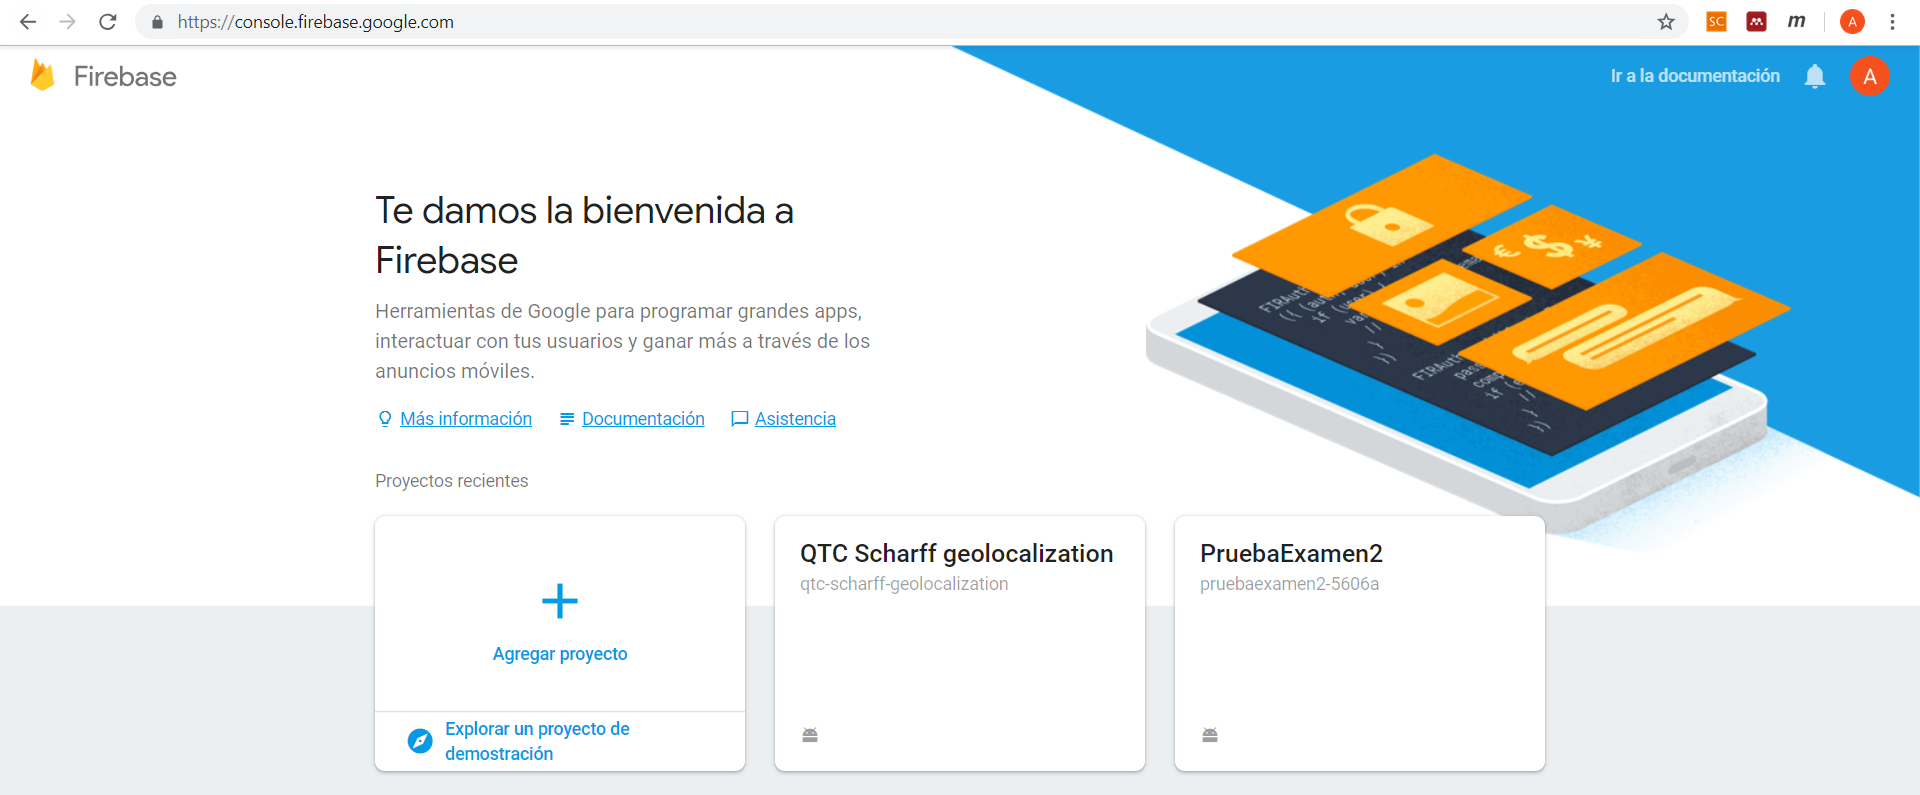 https://console.firebase.google.com
SC
m
A
Firebase
Ir a la documentación
A
Te damos la bienvenida a
Firebase
Herramientas de Google para programar grandes apps,
interactuar con tus usuarios y ganar más a través de los
anuncios móviles.
Más información
Documentación
Asistencia
Proyectos recientes
Agregar proyecto
Explorar un proyecto de
demostración
QTC Scharff geolocalization
qtc-scharff-geolocalization
PruebaExamen2
pruebaexamen2-5606a